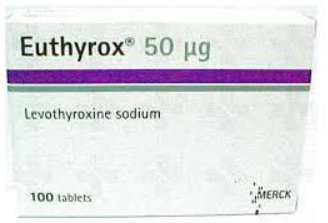 Euthyrox® 50 µg
Levothyroxine sodium
100 tablets
MERCK